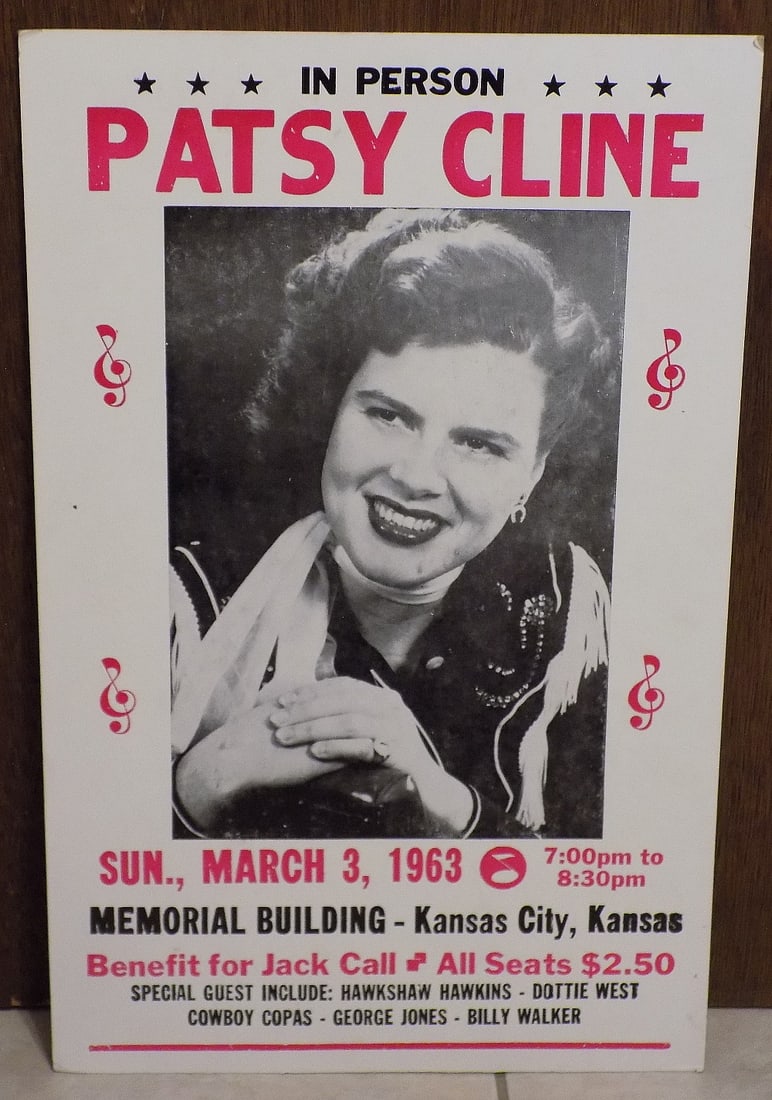 ★ ★ ★ IN PERSON ★ ★ ★
PATSY CLINE
SUN., MARCH 3, 1963 7:00pm to
8:30pm
MEMORIAL BUILDING - Kansas City, Kansas
Benefit for Jack Call All Seats $2.50
SPECIAL GUEST INCLUDE: HAWKSHAW HAWKINS - DOTTIE WEST
COWBOY COPAS - GEORGE JONES - BILLY WALKER